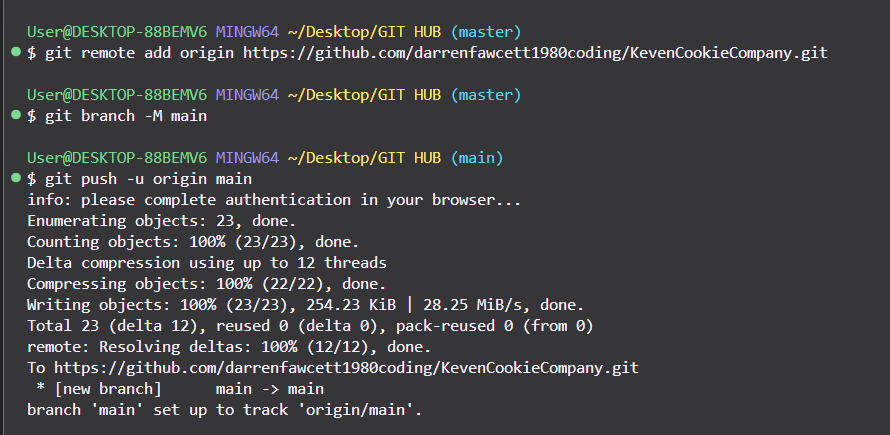 User@DESKTOP-88BEMV6 MINGW64 ~/Desktop/GIT HUB (master)
$ git remote add origin https://github.com/darrenfawcett1980coding/KevenCookieCompany.git
User@DESKTOP-88BEMV6 MINGW64 ~/Desktop/GIT HUB (master)
$ git branch -M main
User@DESKTOP-88BEMV6 MINGW64 ~/Desktop/GIT HUB (main)
$ git push -u origin main
info: please complete authentication in your browser...
Enumerating objects: 23, done.
Counting objects: 100% (23/23), done.
Delta compression using up to 12 threads
Compressing objects: 100% (22/22), done.
Writing objects: 100% (23/23), 254.23 KiB | 28.25 MiB/s, done.
Total 23 (delta 12), reused 0 (delta 0), pack-reused 0 (from 0)
remote: Resolving deltas: 100% (12/12), done.
To https://github.com/darrenfawcett1980coding/KevenCookieCompany.git
 * [new branch]      main -> main
branch 'main' set up to track 'origin/main'.